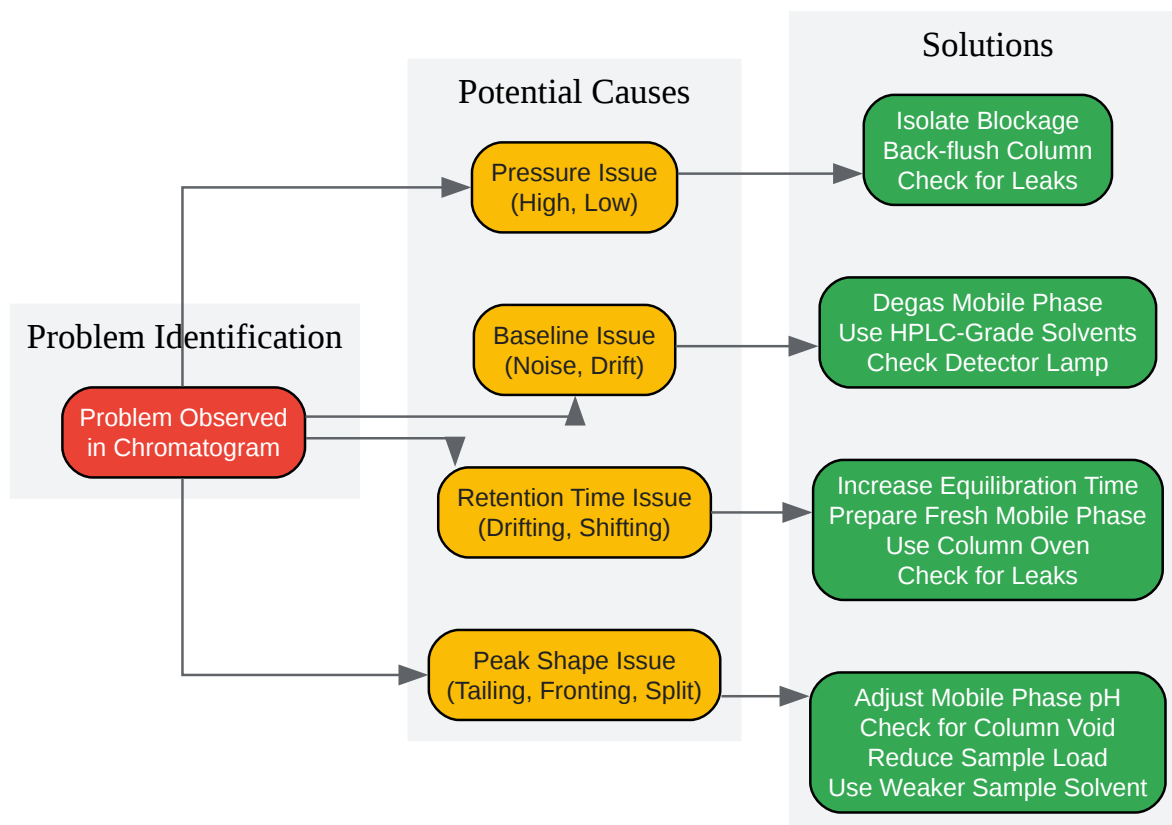 Problem Identification
Problem Observed
in Chromatogram
Potential Causes
Pressure Issue
(High, Low)
Baseline Issue
(Noise, Drift)
Retention Time Issue
(Drifting, Shifting)
Peak Shape Issue
(Tailing, Fronting, Split)
Solutions
Isolate Blockage
Back-flush Column
Check for Leaks
Degas Mobile Phase
Use HPLC-Grade Solvents
Check Detector Lamp
Increase Equilibration Time
Prepare Fresh Mobile Phase
Use Column Oven
Check for Leaks
Adjust Mobile Phase pH
Check for Column Void
Reduce Sample Load
Use Weaker Sample Solvent